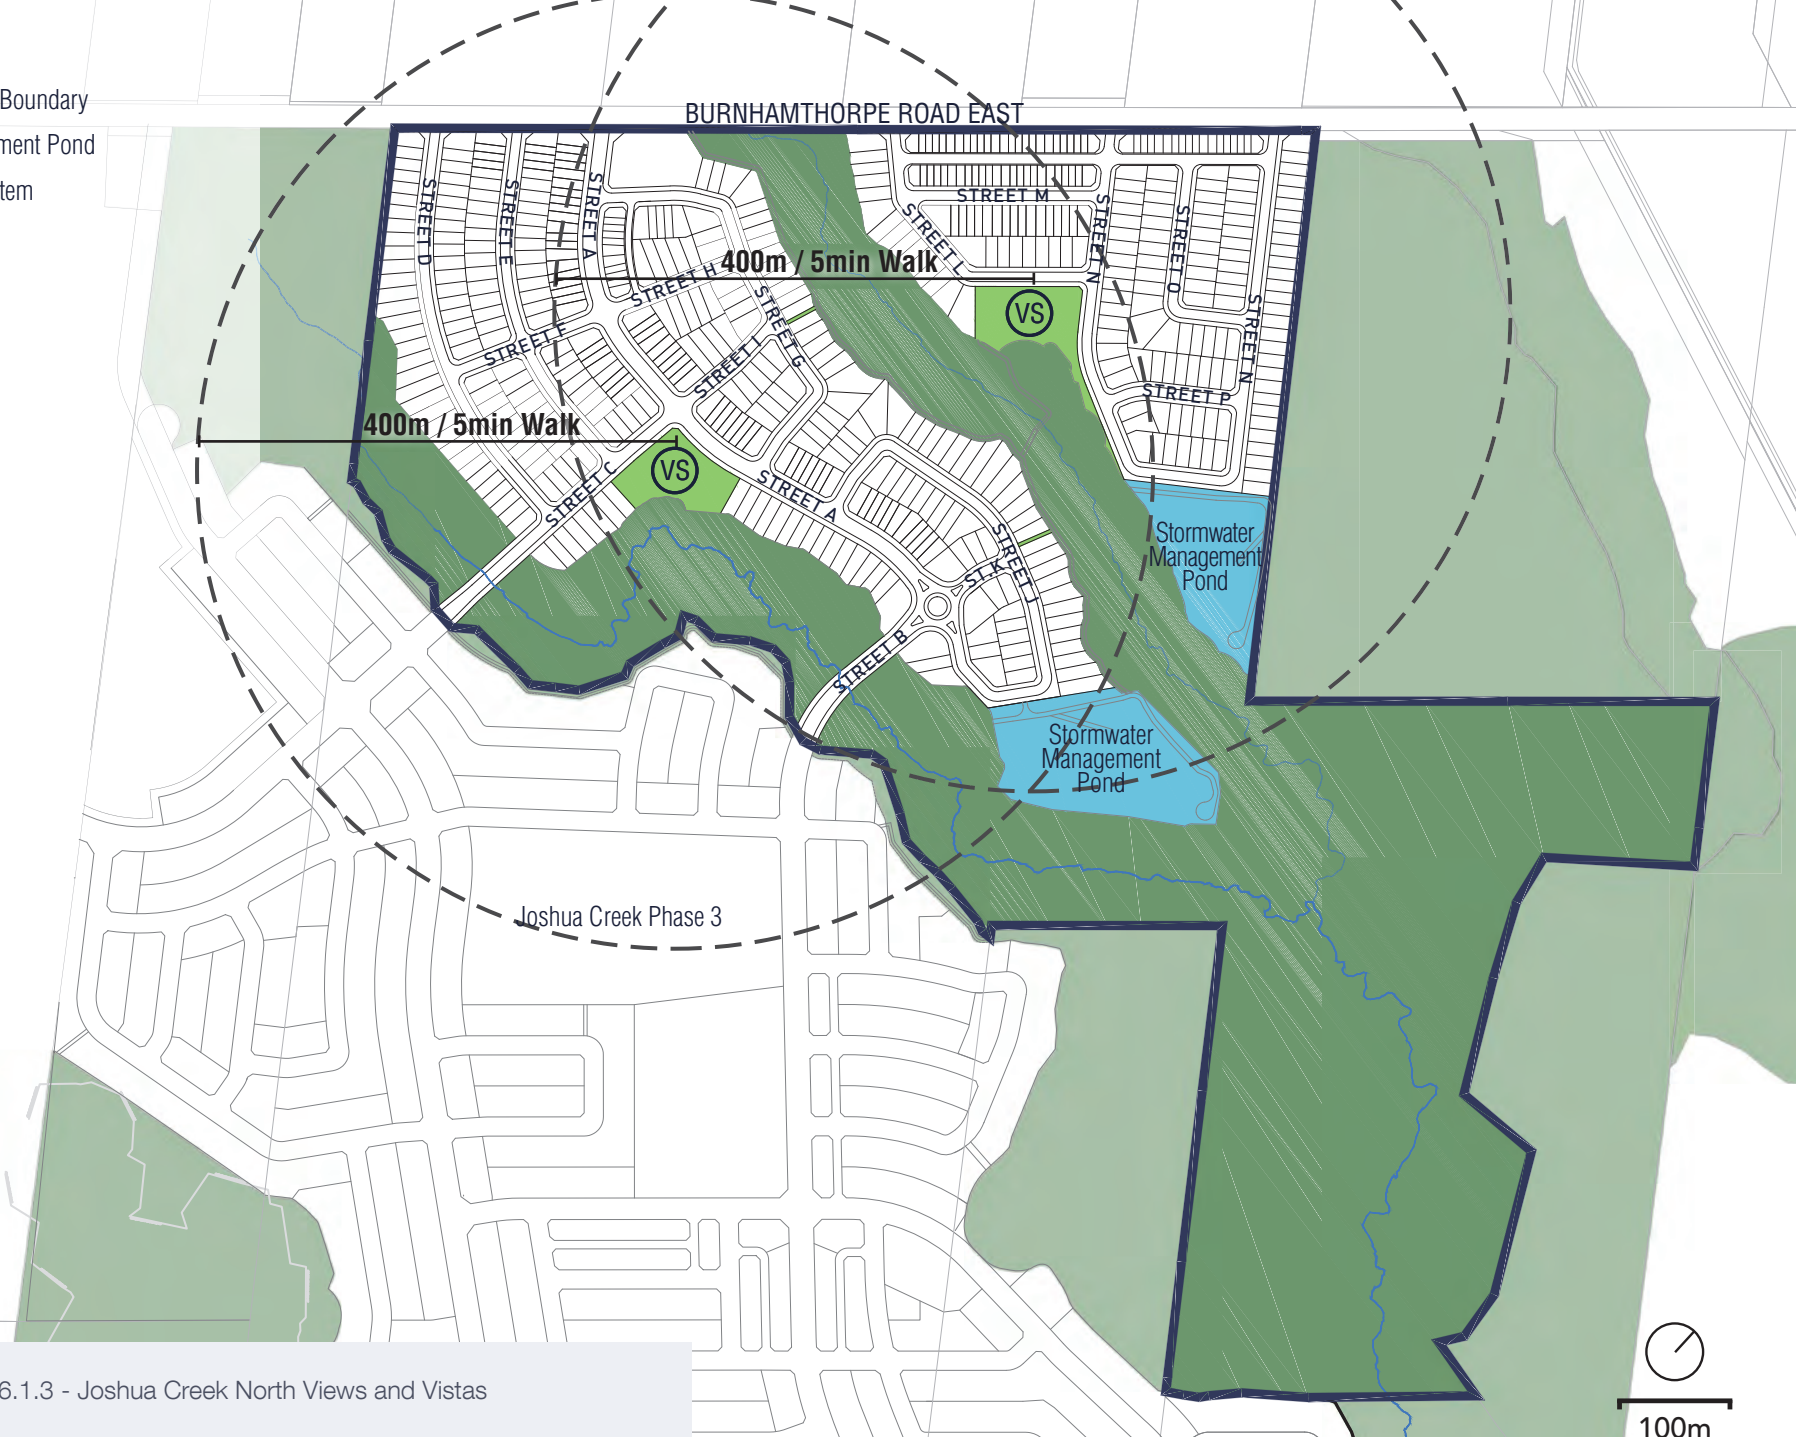 BURNHAMTHORPE ROAD EAST
Boundary
ment Pond
tem
STREET D
STREET E
STREET A
STREET H
STREET F
STREET G
STREET I
STREET L
STREET M
STREET N
STREET O
STREET N
STREET P
400m / 5min Walk
VS
400m / 5min Walk
VS
STREET C
STREET A
STREET J
ST.K
STREET B
Stormwater
Management
Pond
Stormwater
Management
Pond
Joshua Creek Phase 3
6.1.3 - Joshua Creek North Views and Vistas
100m